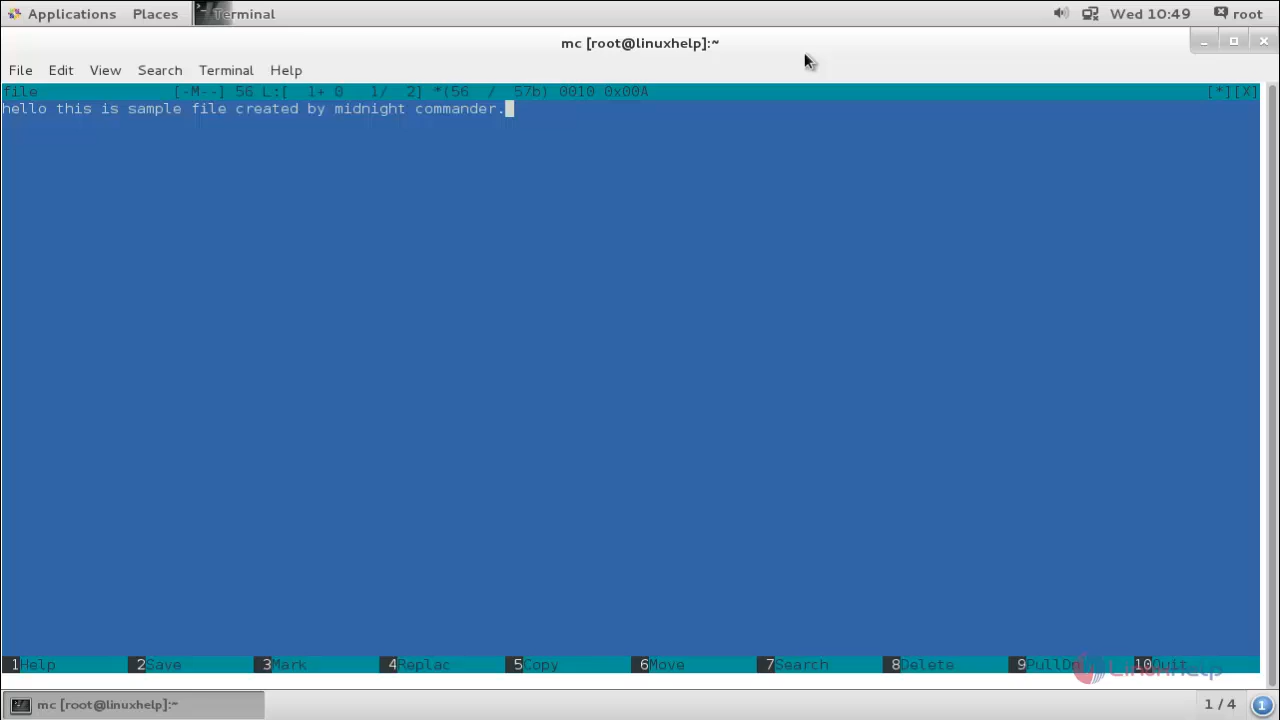 Applications Places Terminal Wed 10:49 root
mc [root@linuxhelp]:~
File Edit View Search Terminal Help
file [-M--] 56 L:[ 1+ 0 1/ 2] *(56 / 57b) 0010 0x00A [*][X]
hello this is sample file created by midnight commander.
1Help 2Save 3Mark 4Replac 5Copy 6Move 7Search 8Delete 9PullDn 10Quit
LinuxHelp
mc [root@linuxhelp]:~ 1 / 4 1